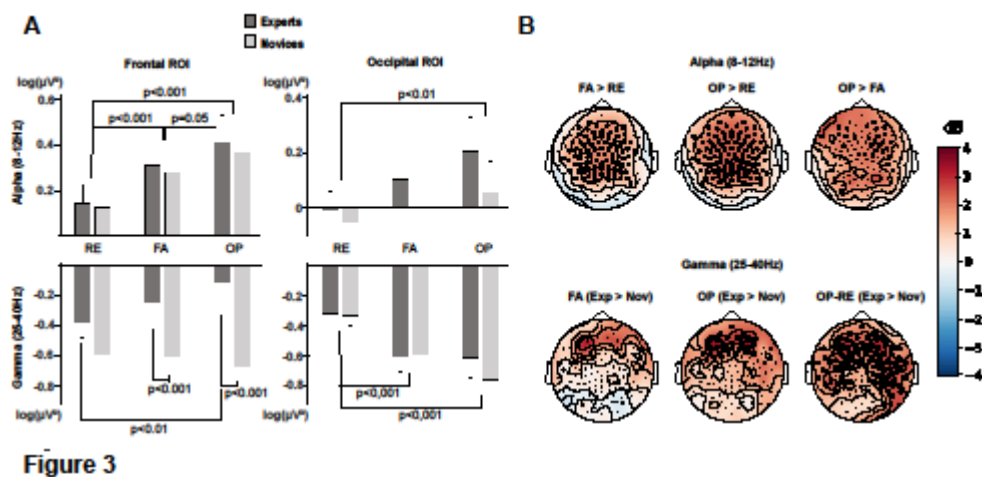 A
Experts
Novices
B
Frontal ROI
Occipital ROI
Alpha (8-12Hz)
log(µV²)
log(µV²)
FA > RE
OP > RE
OP > FA
0.6
p<0.001
p<0.001
p=0.05
0.4
p<0.01
dB
Alpha (8-12Hz)
0.2
0.2
0
4
3
2
1
0
−1
−2
−3
−4
RE
FA
OP
RE
FA
OP
Gamma (25-40Hz)
FA (Exp > Nov)
OP (Exp > Nov)
OP-RE (Exp > Nov)
Gamma (25-40Hz)
-0.2
-0.4
-0.6
-0.8
-0.2
-0.4
-0.6
-0.8
p<0.001
p<0.001
p<0,001
p<0,001
log(µV²)
log(µV²)
p<0.01
Figure 3